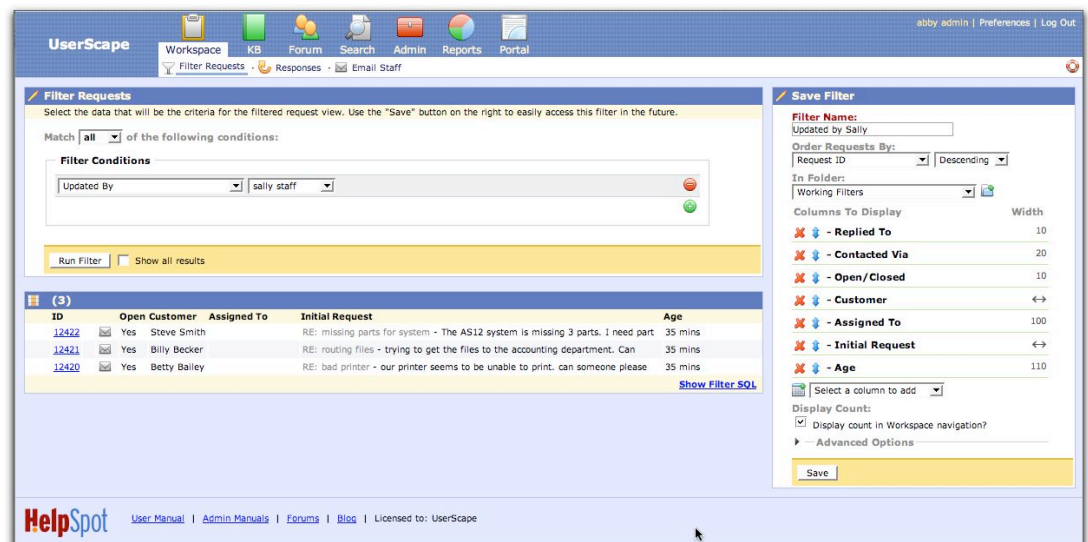 abby admin | Preferences | Log Out
UserScape
Workspace KB Forum Search Admin Reports Portal
Filter Requests · Responses · Email Staff
Filter Requests
Select the data that will be the criteria for the filtered request view. Use the "Save" button on the right to easily access this filter in the future.
Match all of the following conditions:
Filter Conditions
Updated By sally staff
Run Filter Show all results
(3)
ID Open Customer Assigned To Initial Request Age
12422 Yes Steve Smith RE: missing parts for system - The AS12 system is missing 3 parts. I need part 35 mins
12421 Yes Billy Becker RE: routing files - trying to get the files to the accounting department. Can 35 mins
12420 Yes Betty Bailey RE: bad printer - our printer seems to be unable to print. can someone please 35 mins
Show Filter SQL
Save Filter
Filter Name:
Updated by Sally
Order Requests By:
Request ID Descending
In Folder:
Working Filters
Columns To Display Width
- Replied To 10
- Contacted Via 20
- Open/Closed 10
- Customer ↔
- Assigned To 100
- Initial Request ↔
- Age 110
Select a column to add
Display Count:
Display count in Workspace navigation?
Advanced Options
Save
HelpSpot User Manual | Admin Manuals | Forums | Blog | Licensed to: UserScape